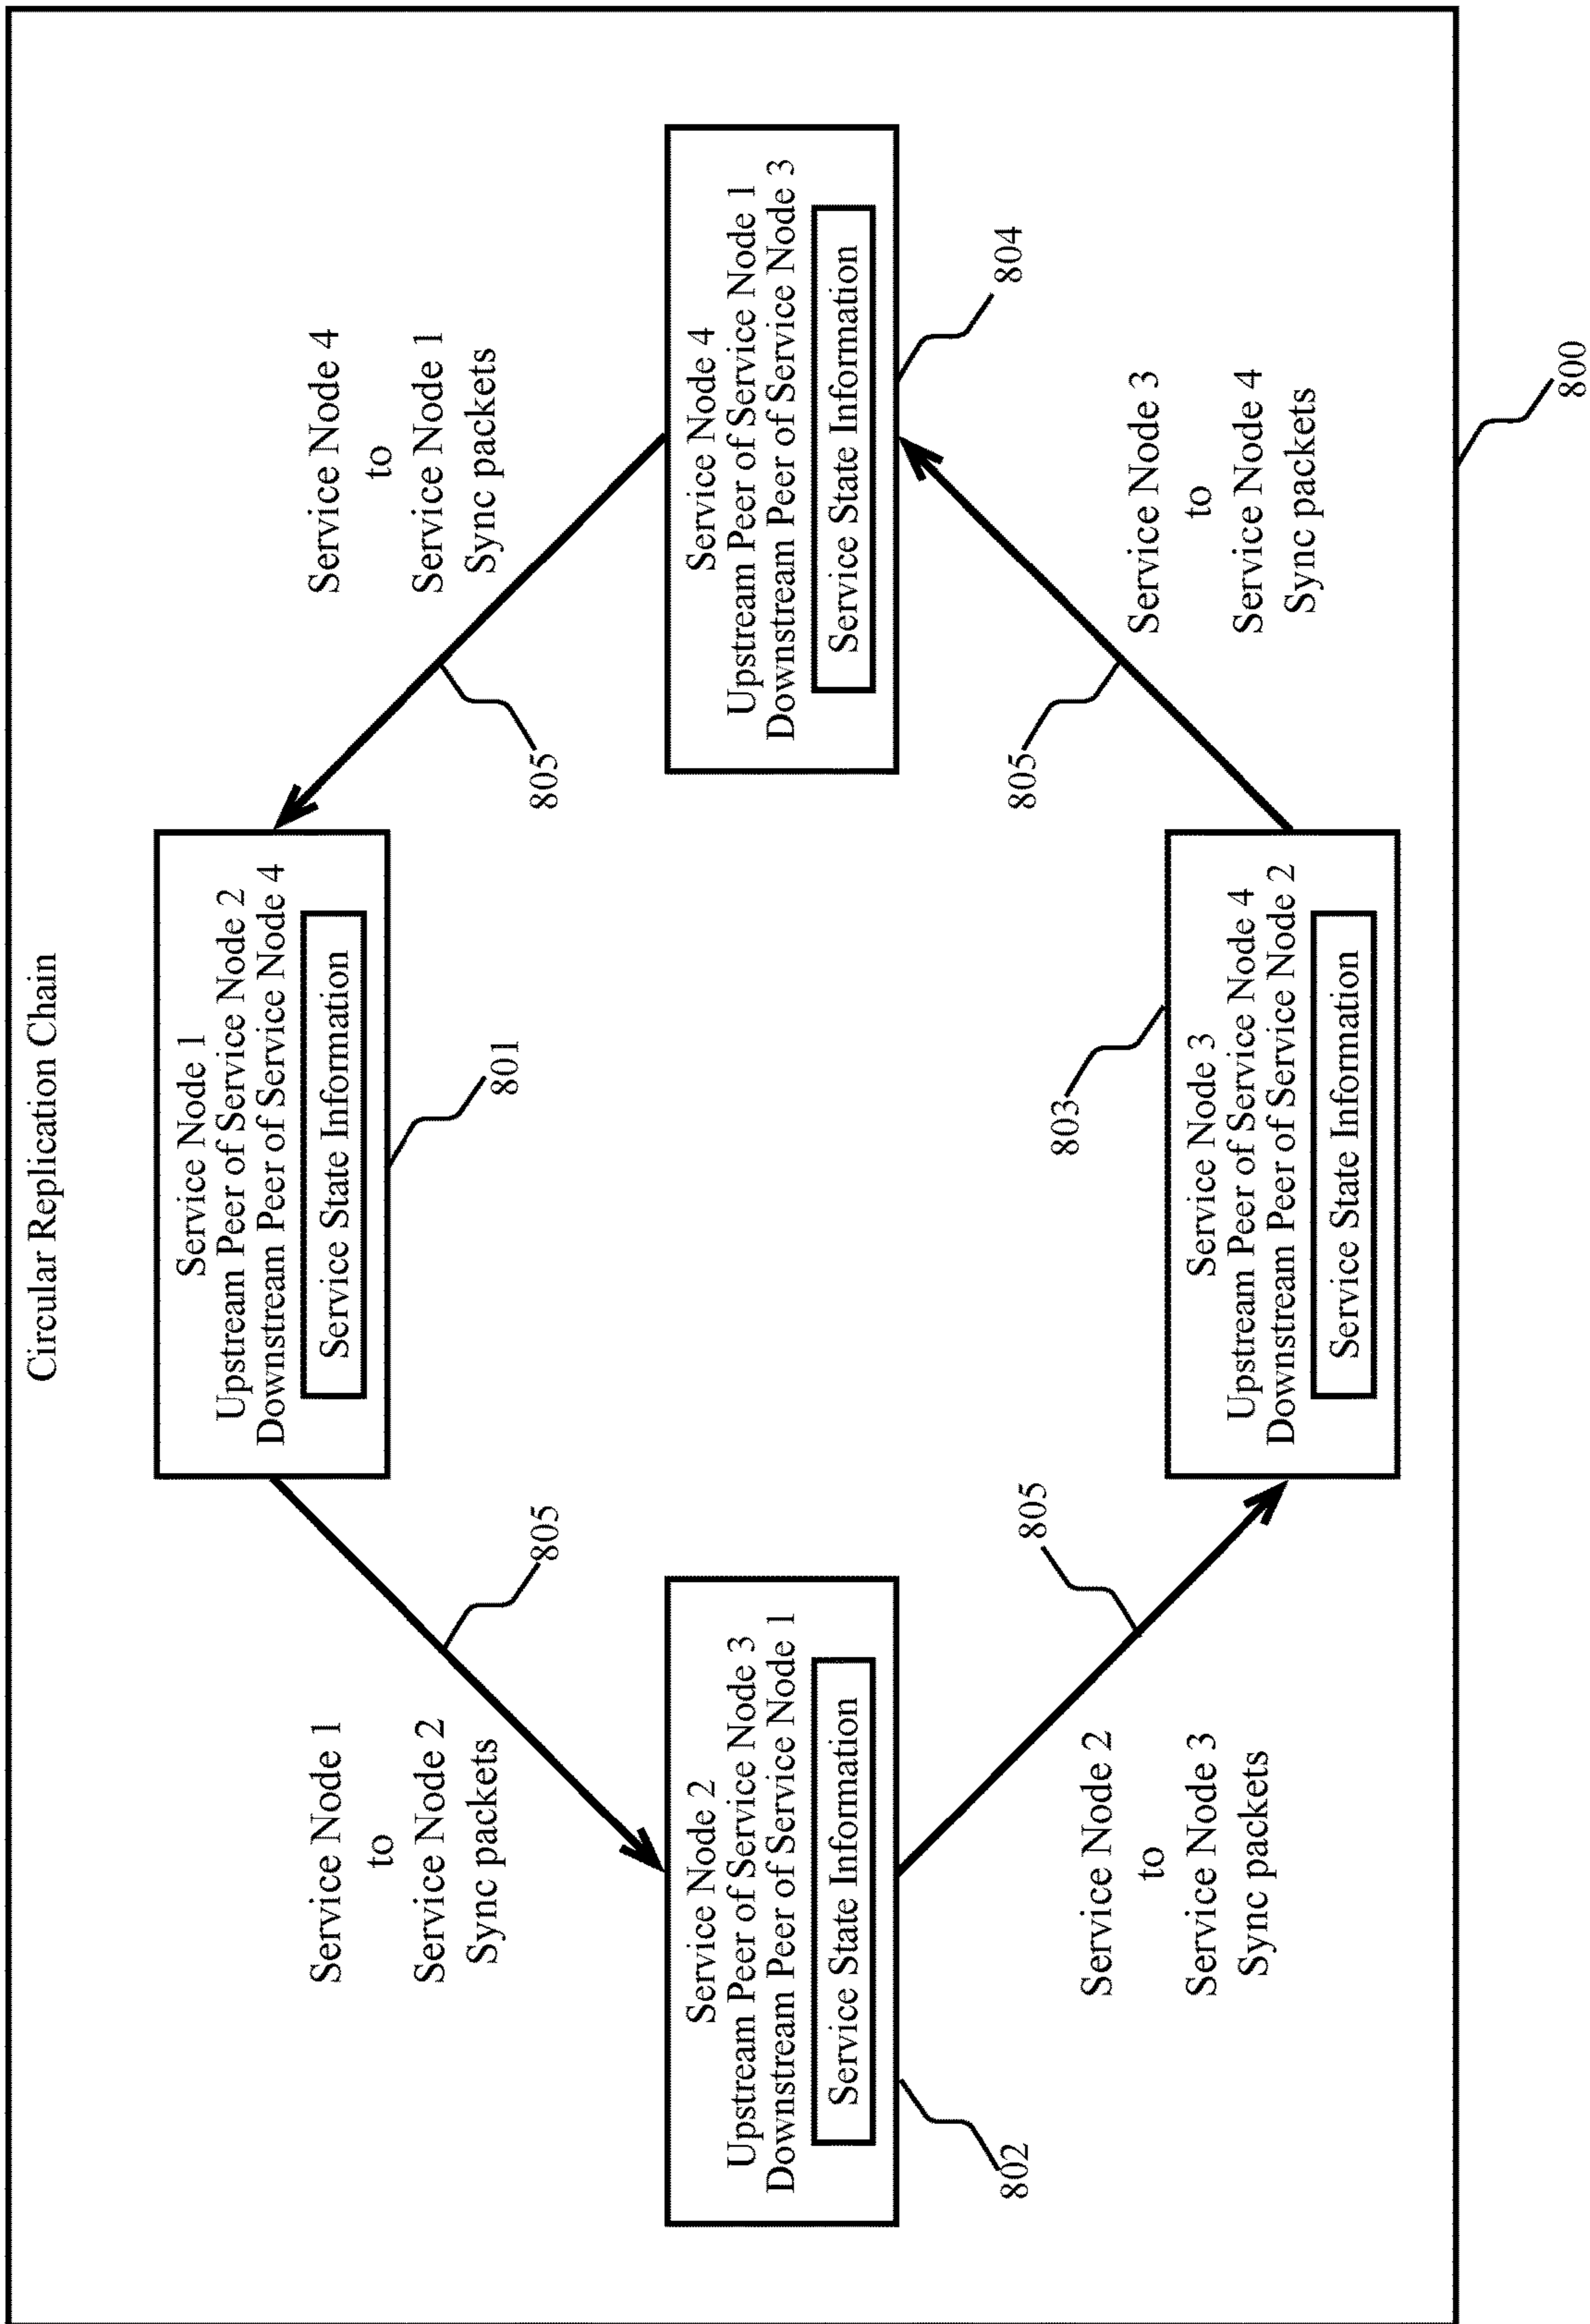 Circular Replication Chain
Service Node 1
Upstream Peer of Service Node 2
Downstream Peer of Service Node 4
Service State Information
801
Service Node 1
to
Service Node 2
Sync packets
805
Service Node 4
to
Service Node 1
Sync packets
805
Service Node 2
Upstream Peer of Service Node 3
Downstream Peer of Service Node 1
Service State Information
802
Service Node 4
Upstream Peer of Service Node 1
Downstream Peer of Service Node 3
Service State Information
804
Service Node 2
to
Service Node 3
Sync packets
805
Service Node 3
to
Service Node 4
Sync packets
805
803
Service Node 3
Upstream Peer of Service Node 4
Downstream Peer of Service Node 2
Service State Information
800